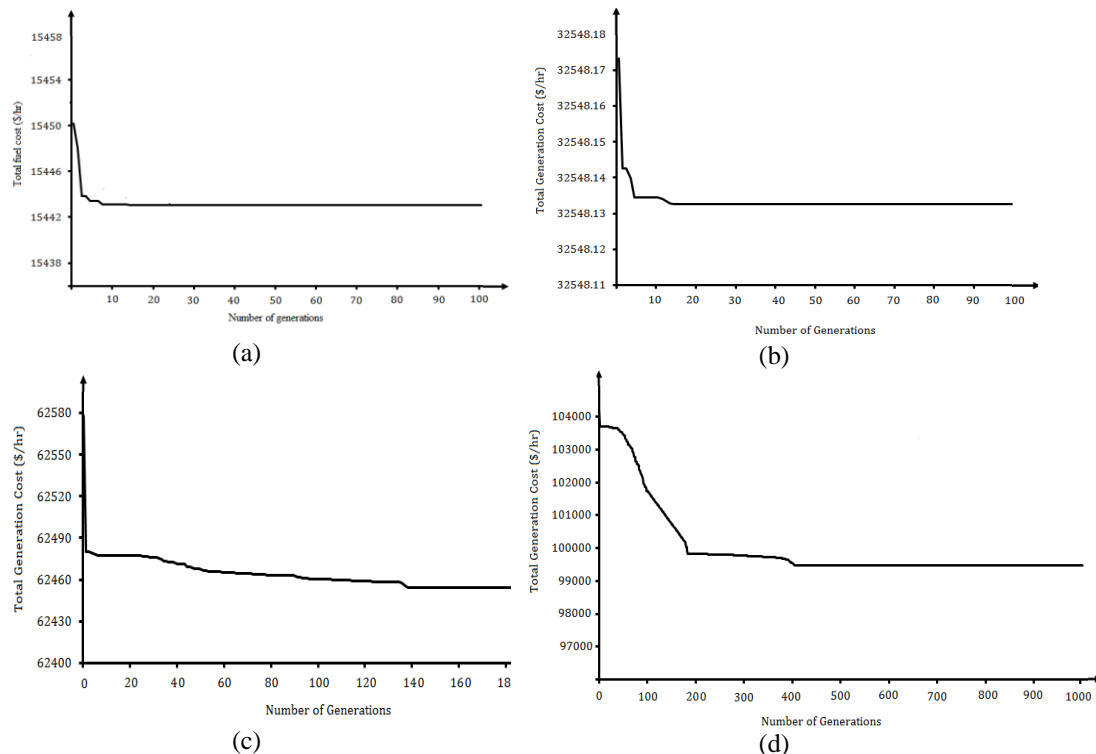 15458
15454
15450
15446
15442
15438
Total fuel cost ($/hr)
10 20 30 40 50 60 70 80 90 100
Number of generations
(a)
32548.18
32548.17
32548.16
32548.15
32548.14
32548.13
32548.12
32548.11
Total Generation Cost ($/hr)
10 20 30 40 50 60 70 80 90 100
Number of Generations
(b)
62580
62550
62520
62490
62460
62430
62400
Total Generation Cost ($/hr)
0 20 40 60 80 100 120 140 160 18
Number of Generations
(c)
104000
103000
102000
101000
100000
99000
98000
97000
Total Generation Cost ($/hr)
0 100 200 300 400 500 600 700 800 900 1000
Number of Generations
(d)